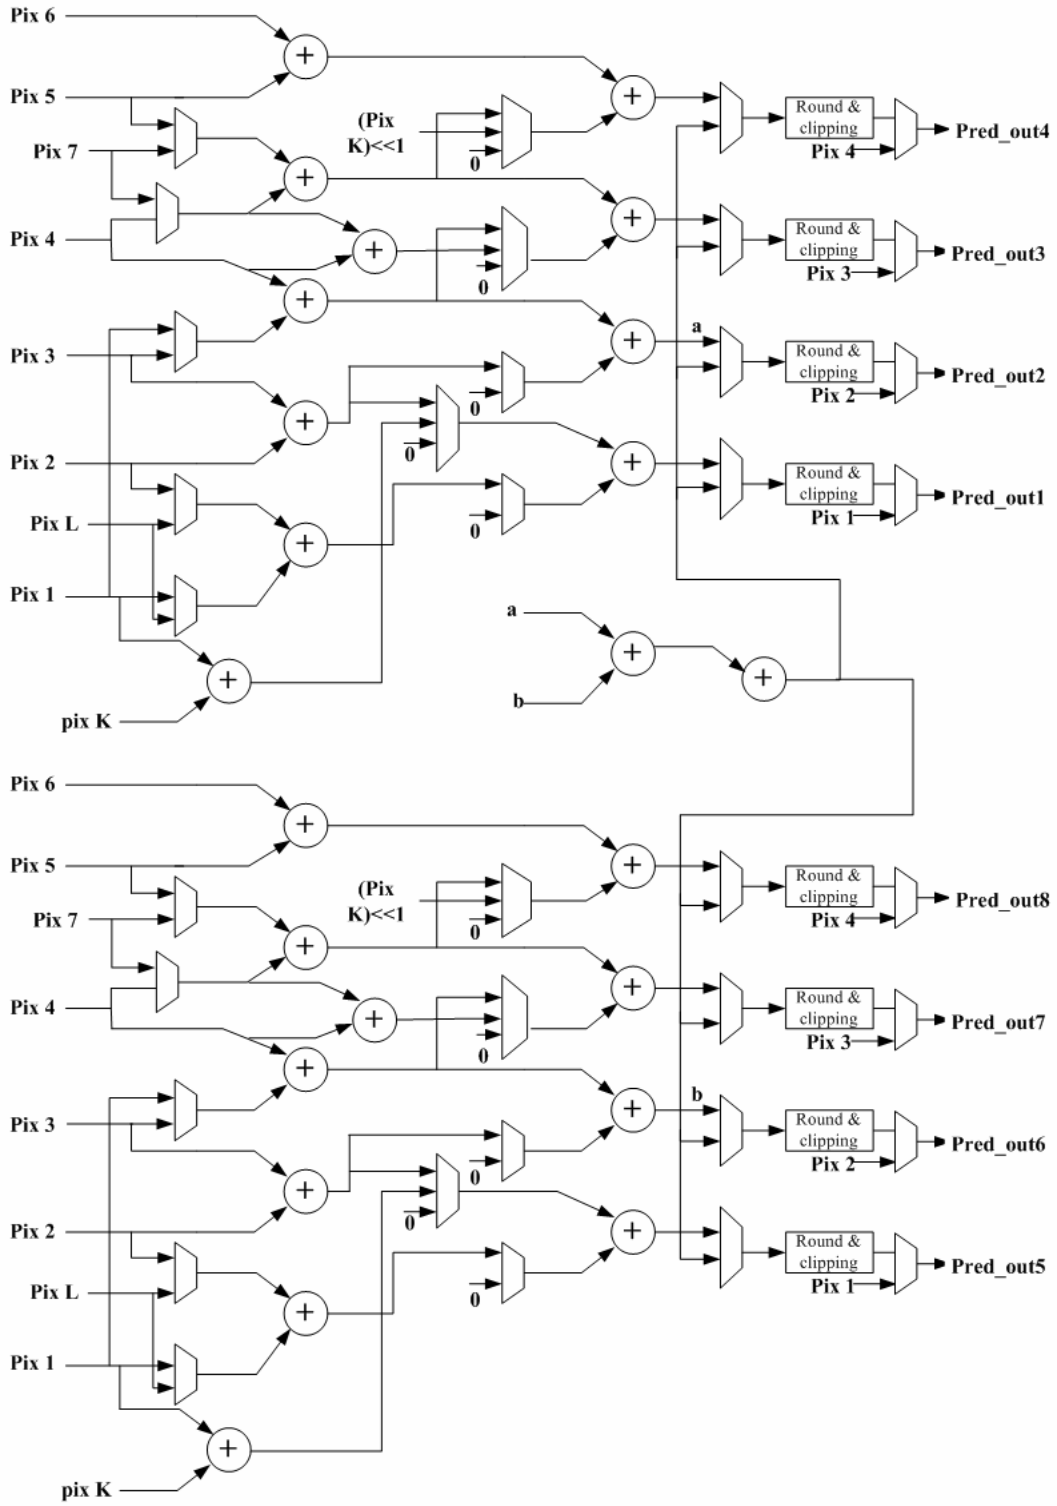 Pix 6
+
Pix 5
+
Round &
clipping
(Pix
K)<<1
Pred_out4
Pix 7
Pix 4
0
+
+
Pix 4
+
Round &
clipping
Pred_out3
Pix 3
0
+
a
+
Round &
clipping
Pix 3
Pred_out2
Pix 2
0
+
0
Pix 2
+
Round &
clipping
Pred_out1
Pix 1
Pix L
0
+
Pix 1
a
+
+
+
b
pix K
Pix 6
+
Pix 5
+
Round &
clipping
(Pix
K)<<1
Pred_out8
Pix 7
Pix 4
0
+
+
Pix 4
+
Round &
clipping
Pred_out7
Pix 3
0
+
b
+
Round &
clipping
Pix 3
Pred_out6
Pix 2
0
+
0
Pix 2
+
Round &
clipping
Pred_out5
Pix 1
Pix L
0
+
Pix 1
+
pix K